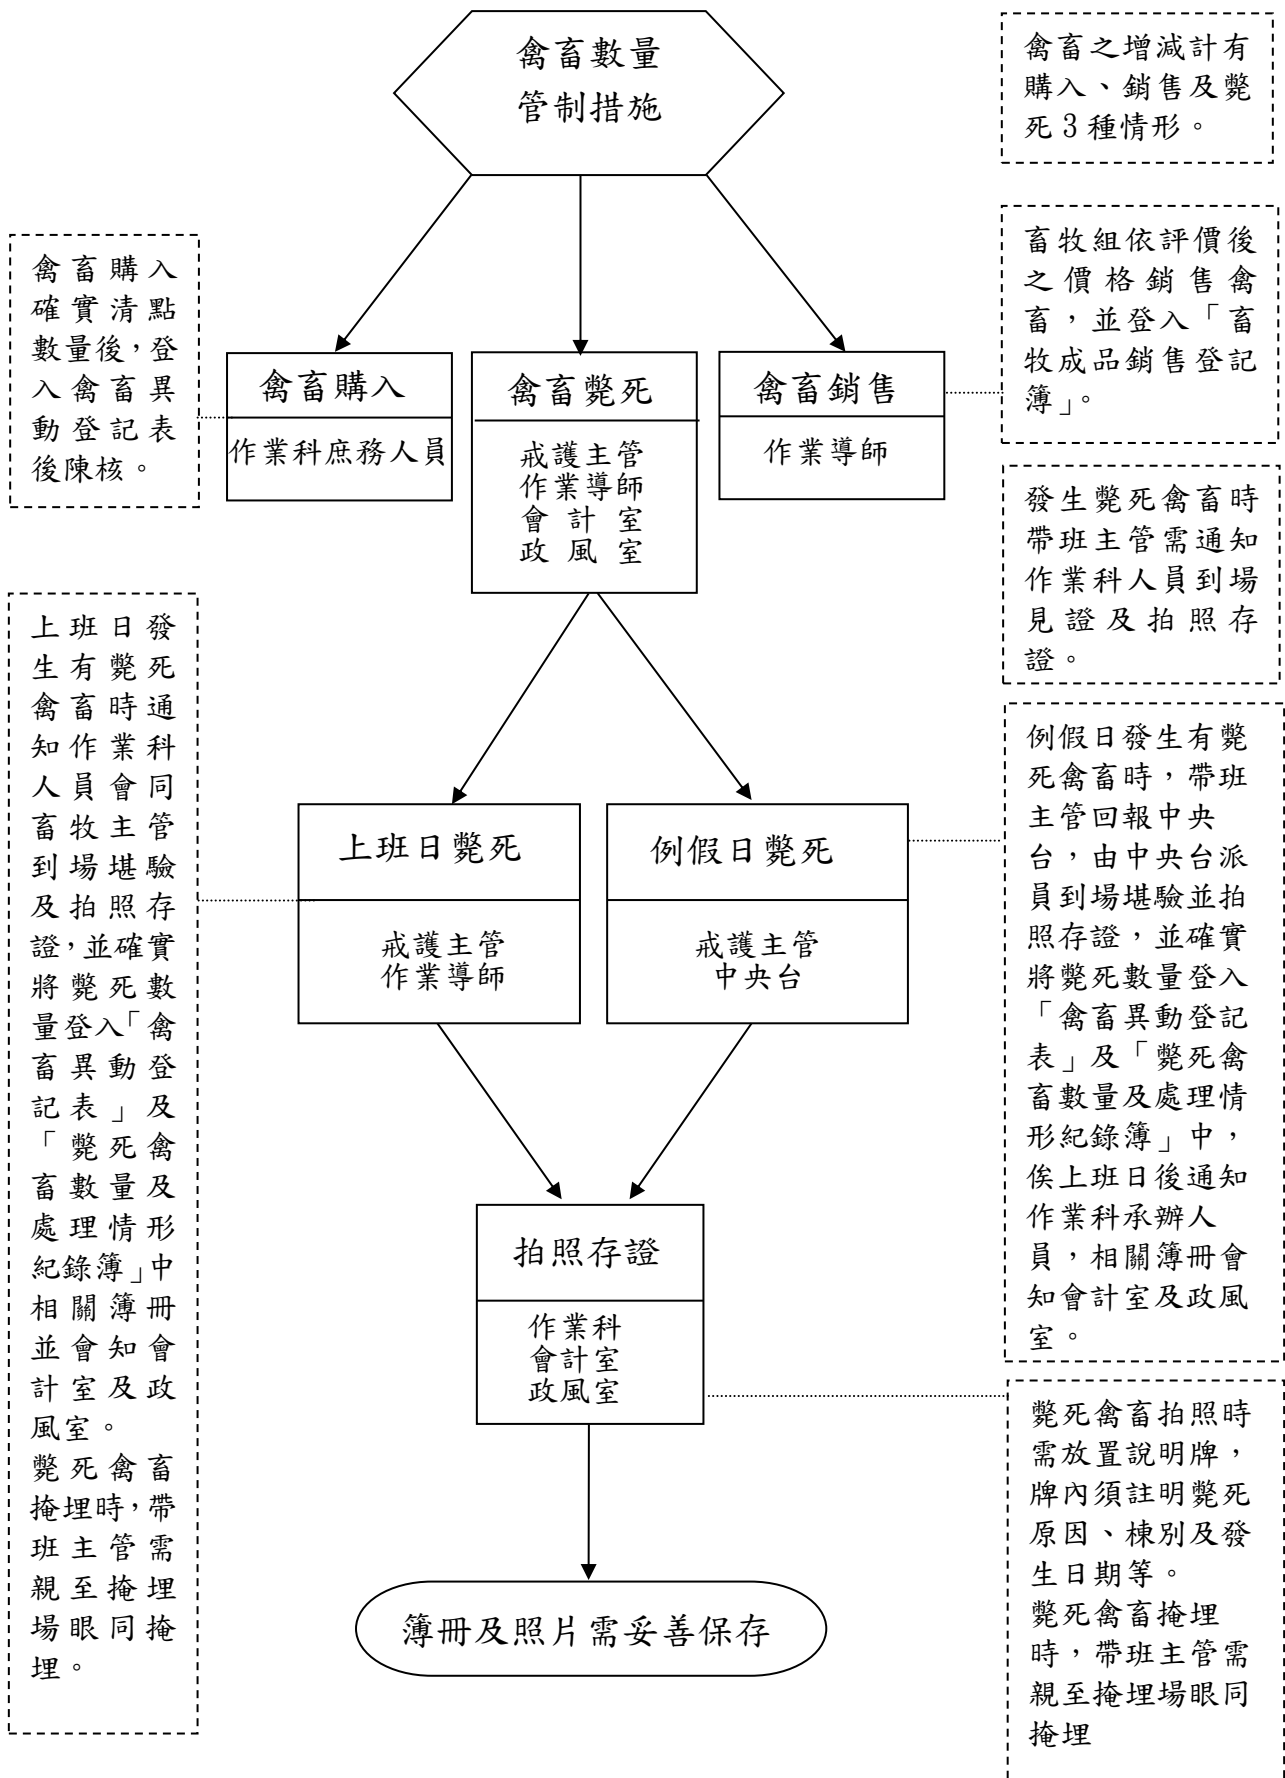 禽畜數量
管制措施
禽畜之增減計有
購入、銷售及斃
死3種情形。
禽畜購入
確實清點
數量後，登
入禽畜異
動登記表
後陳核。
畜牧組依評價後
之價格銷售禽
畜，並登入「畜
牧成品銷售登記
簿」。
禽畜購入
作業科庶務人員
禽畜斃死
戒護主管
作業導師
會計室
政風室
禽畜銷售
作業導師
發生斃死禽畜時
帶班主管需通知
作業科人員到場
見證及拍照存
證。
上班日發
生有斃死
禽畜時通
知作業科
人員會同
畜牧主管
到場堪驗
及拍照存
證，並確實
將斃死數
量登入「禽
畜異動登
記表」及
「斃死禽
畜數量及
處理情形
紀錄簿」中
相關簿冊
並會知會
計室及政
風室。
斃死禽畜
掩埋時，帶
班主管需
親至掩埋
場眼同掩
埋。
上班日斃死
戒護主管
作業導師
例假日斃死
戒護主管
中央台
例假日發生有斃
死禽畜時，帶班
主管回報中央
台，由中央台派
員到場堪驗並拍
照存證，並確實
將斃死數量登入
「禽畜異動登記
表」及「斃死禽
畜數量及處理情
形紀錄簿」中，
俟上班日後通知
作業科承辦人
員，相關簿冊會
知會計室及政風
室。
拍照存證
作業科
會計室
政風室
斃死禽畜拍照時
需放置說明牌，
牌內須註明斃死
原因、棟別及發
生日期等。
斃死禽畜掩埋
時，帶班主管需
親至掩埋場眼同
掩埋
簿冊及照片需妥善保存